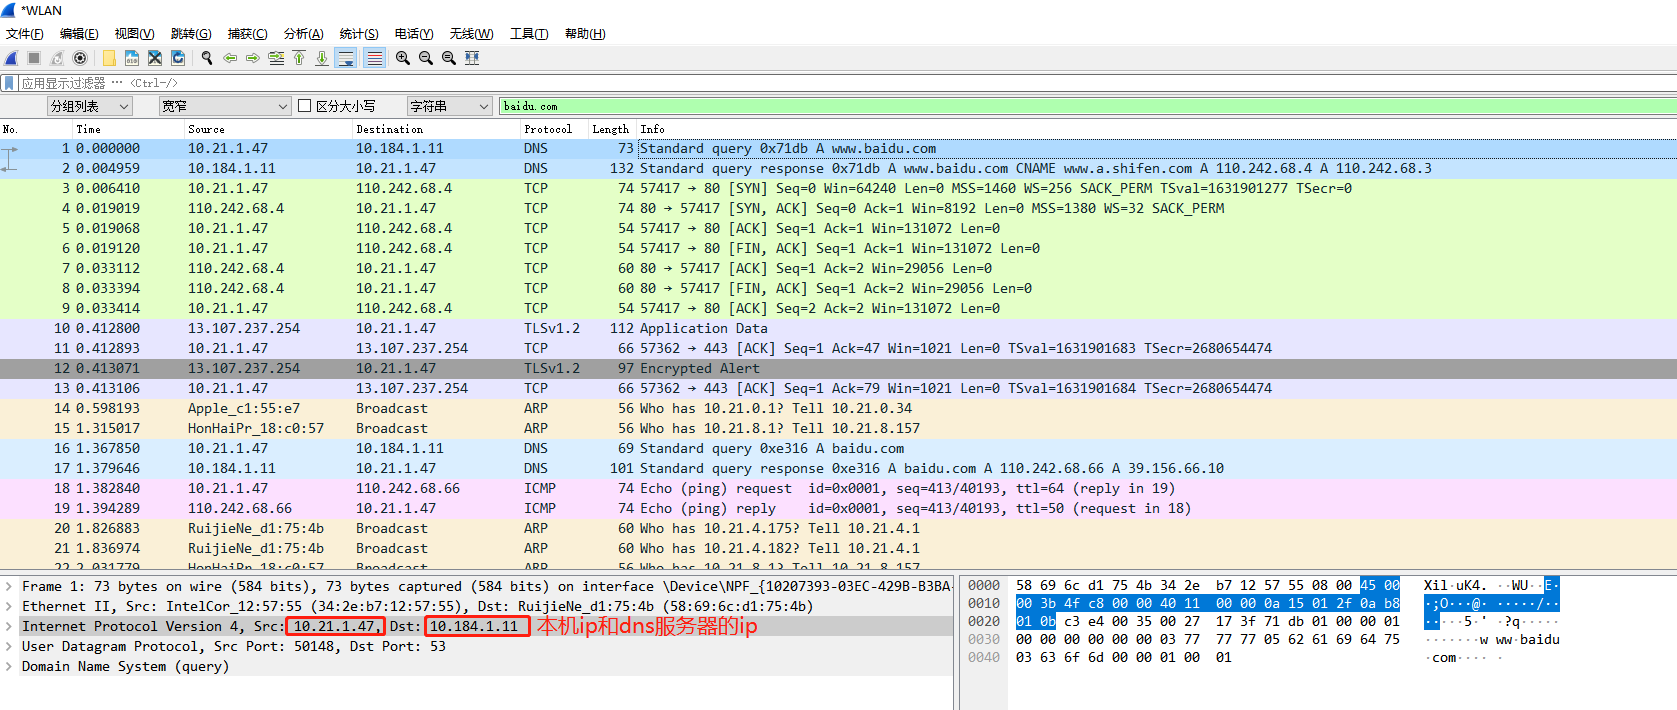 *WLAN
文件(F) 编辑(E) 视图(V) 跳转(G) 捕获(C) 分析(A) 统计(S) 电话(Y) 无线(W) 工具(T) 帮助(H)
应用显示过滤器 … <Ctrl-/>
分组列表 宽窄 区分大小写 字符串 baidu.com
No. Time Source Destination Protocol Length Info
1 0.000000 10.21.1.47 10.184.1.11 DNS 73 Standard query 0x71db A www.baidu.com
2 0.004959 10.184.1.11 10.21.1.47 DNS 132 Standard query response 0x71db A www.baidu.com CNAME www.a.shifen.com A 110.242.68.4 A 110.242.68.3
3 0.006410 10.21.1.47 110.242.68.4 TCP 74 57417 → 80 [SYN] Seq=0 Win=64240 Len=0 MSS=1460 WS=256 SACK_PERM TSval=1631901277 TSecr=0
4 0.019019 110.242.68.4 10.21.1.47 TCP 74 80 → 57417 [SYN, ACK] Seq=0 Ack=1 Win=8192 Len=0 MSS=1380 WS=32 SACK_PERM
5 0.019068 10.21.1.47 110.242.68.4 TCP 54 57417 → 80 [ACK] Seq=1 Ack=1 Win=131072 Len=0
6 0.019120 10.21.1.47 110.242.68.4 TCP 54 57417 → 80 [FIN, ACK] Seq=1 Ack=1 Win=131072 Len=0
7 0.033112 110.242.68.4 10.21.1.47 TCP 60 80 → 57417 [ACK] Seq=1 Ack=2 Win=29056 Len=0
8 0.033394 110.242.68.4 10.21.1.47 TCP 60 80 → 57417 [FIN, ACK] Seq=1 Ack=2 Win=29056 Len=0
9 0.033414 10.21.1.47 110.242.68.4 TCP 54 57417 → 80 [ACK] Seq=2 Ack=2 Win=131072 Len=0
10 0.412800 13.107.237.254 10.21.1.47 TLSv1.2 112 Application Data
11 0.412893 10.21.1.47 13.107.237.254 TCP 66 57362 → 443 [ACK] Seq=1 Ack=47 Win=1021 Len=0 TSval=1631901683 TSecr=2680654474
12 0.413071 13.107.237.254 10.21.1.47 TLSv1.2 97 Encrypted Alert
13 0.413106 10.21.1.47 13.107.237.254 TCP 66 57362 → 443 [ACK] Seq=1 Ack=79 Win=1021 Len=0 TSval=1631901684 TSecr=2680654474
14 0.598193 Apple_c1:55:e7 Broadcast ARP 56 Who has 10.21.0.1? Tell 10.21.0.34
15 1.315017 HonHaiPr_18:c0:57 Broadcast ARP 56 Who has 10.21.8.1? Tell 10.21.8.157
16 1.367850 10.21.1.47 10.184.1.11 DNS 69 Standard query 0xe316 A baidu.com
17 1.379646 10.184.1.11 10.21.1.47 DNS 101 Standard query response 0xe316 A baidu.com A 110.242.68.66 A 39.156.66.10
18 1.382840 10.21.1.47 110.242.68.66 ICMP 74 Echo (ping) request id=0x0001, seq=413/40193, ttl=64 (reply in 19)
19 1.394289 110.242.68.66 10.21.1.47 ICMP 74 Echo (ping) reply id=0x0001, seq=413/40193, ttl=50 (request in 18)
20 1.826883 RuijieNe_d1:75:4b Broadcast ARP 60 Who has 10.21.4.175? Tell 10.21.4.1
21 1.836974 RuijieNe_d1:75:4b Broadcast ARP 60 Who has 10.21.4.182? Tell 10.21.4.1
22 2.031779 HonHaiPr_18:c0:57 Broadcast ARP 56 Who has 10.21.8.1? Tell 10.21.8.157
Frame 1: 73 bytes on wire (584 bits), 73 bytes captured (584 bits) on interface \Device\NPF_{10207393-03EC-429B-B3BA-
Ethernet II, Src: IntelCor_12:57:55 (34:2e:b7:12:57:55), Dst: RuijieNe_d1:75:4b (58:69:6c:d1:75:4b)
Internet Protocol Version 4, Src: 10.21.1.47, Dst: 10.184.1.11 本机ip和dns服务器的ip
User Datagram Protocol, Src Port: 50148, Dst Port: 53
Domain Name System (query)
0000 58 69 6c d1 75 4b 34 2e b7 12 57 55 08 00 45 00 Xil·uK4. ··WU··E·
0010 00 3b 4f c8 00 00 40 11 00 00 0a 15 01 2f 0a b8 ·;O···@· ·····/··
0020 01 0b c3 e4 00 35 00 27 17 3f 71 db 01 00 00 01 ·····5·' ·?q·····
0030 00 00 00 00 00 00 03 77 77 77 05 62 61 69 64 75 ·······w ww·baidu
0040 03 63 6f 6d 00 00 01 00 01 ·com···· ·